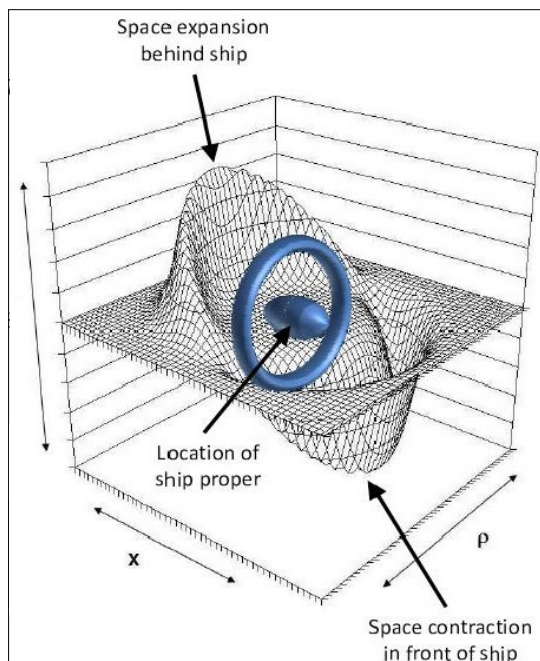 Space expansion
behind ship
Location of
ship proper
x
ρ
Space contraction
in front of ship